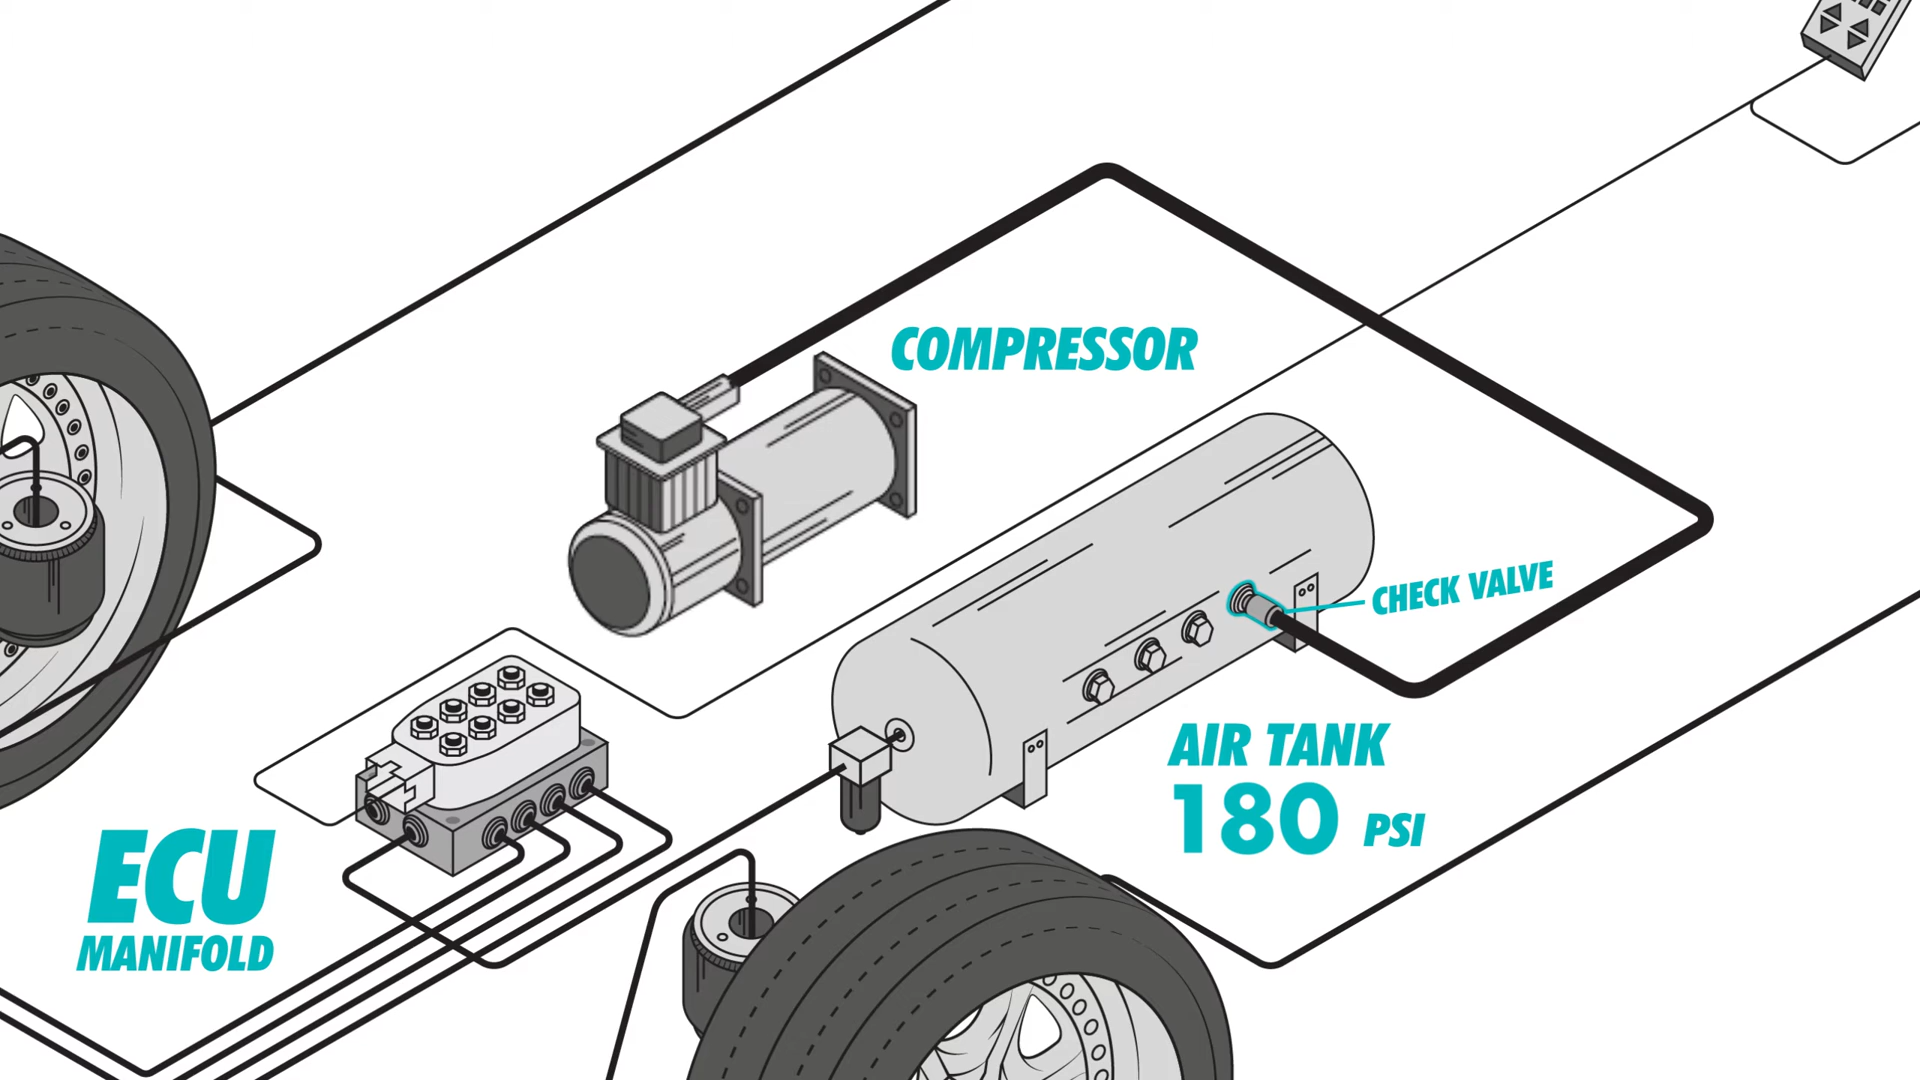 COMPRESSOR
CHECK VALVE
AIR TANK
180 PSI
ECU
MANIFOLD